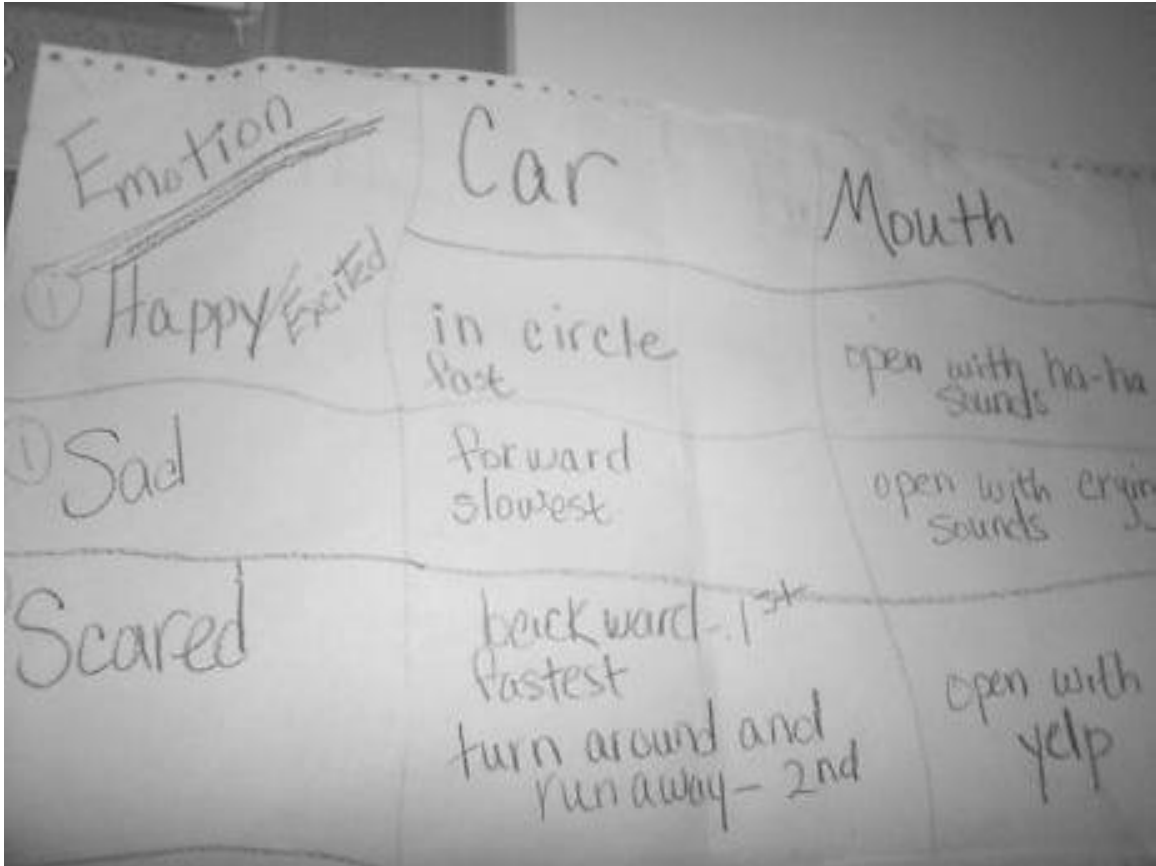 Emotion
Car
Mouth
1 Happy/Excited
in circle
fast
open with ha-ha
sounds
1 Sad
forward
slowest
open with cryin
sounds
Scared
backward-1st
fastest
turn around and
run away - 2nd
open with
yelp